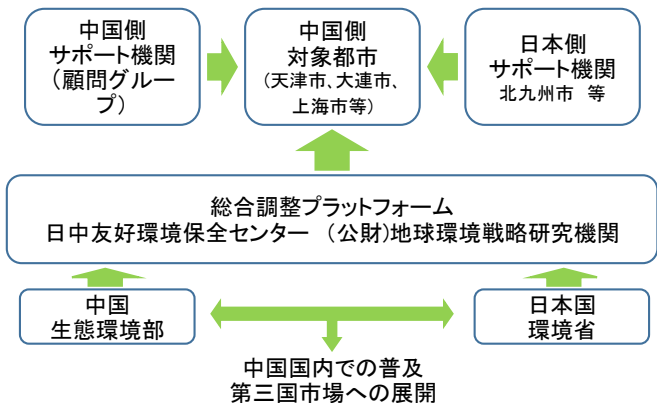 中国側
サポート機関
(顧問グルー
プ)
中国側
対象都市
(天津市、大連市、
上海市等)
日本側
サポート機関
北九州市 等
総合調整プラットフォーム
日中友好環境保全センター (公財)地球環境戦略研究機関
中国
生態環境部
日本国
環境省
中国国内での普及
第三国市場への展開